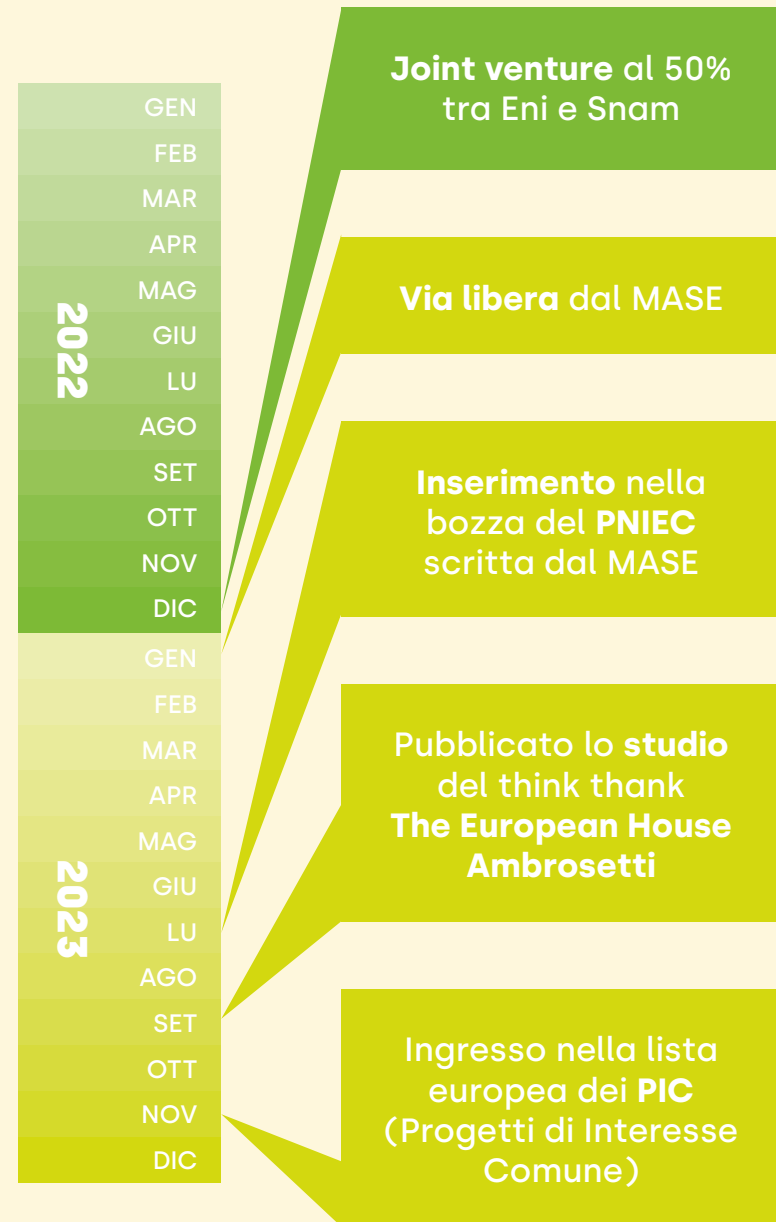 2022
GEN
FEB
MAR
APR
MAG
GIU
LU
AGO
SET
OTT
NOV
DIC
2023
GEN
FEB
MAR
APR
MAG
GIU
LU
AGO
SET
OTT
NOV
DIC
Joint venture al 50%
tra Eni e Snam
Via libera dal MASE
Inserimento nella
bozza del PNIEC
scritta dal MASE
Pubblicato lo studio
del think thank
The European House
Ambrosetti
Ingresso nella lista
europea dei PIC
(Progetti di Interesse
Comune)